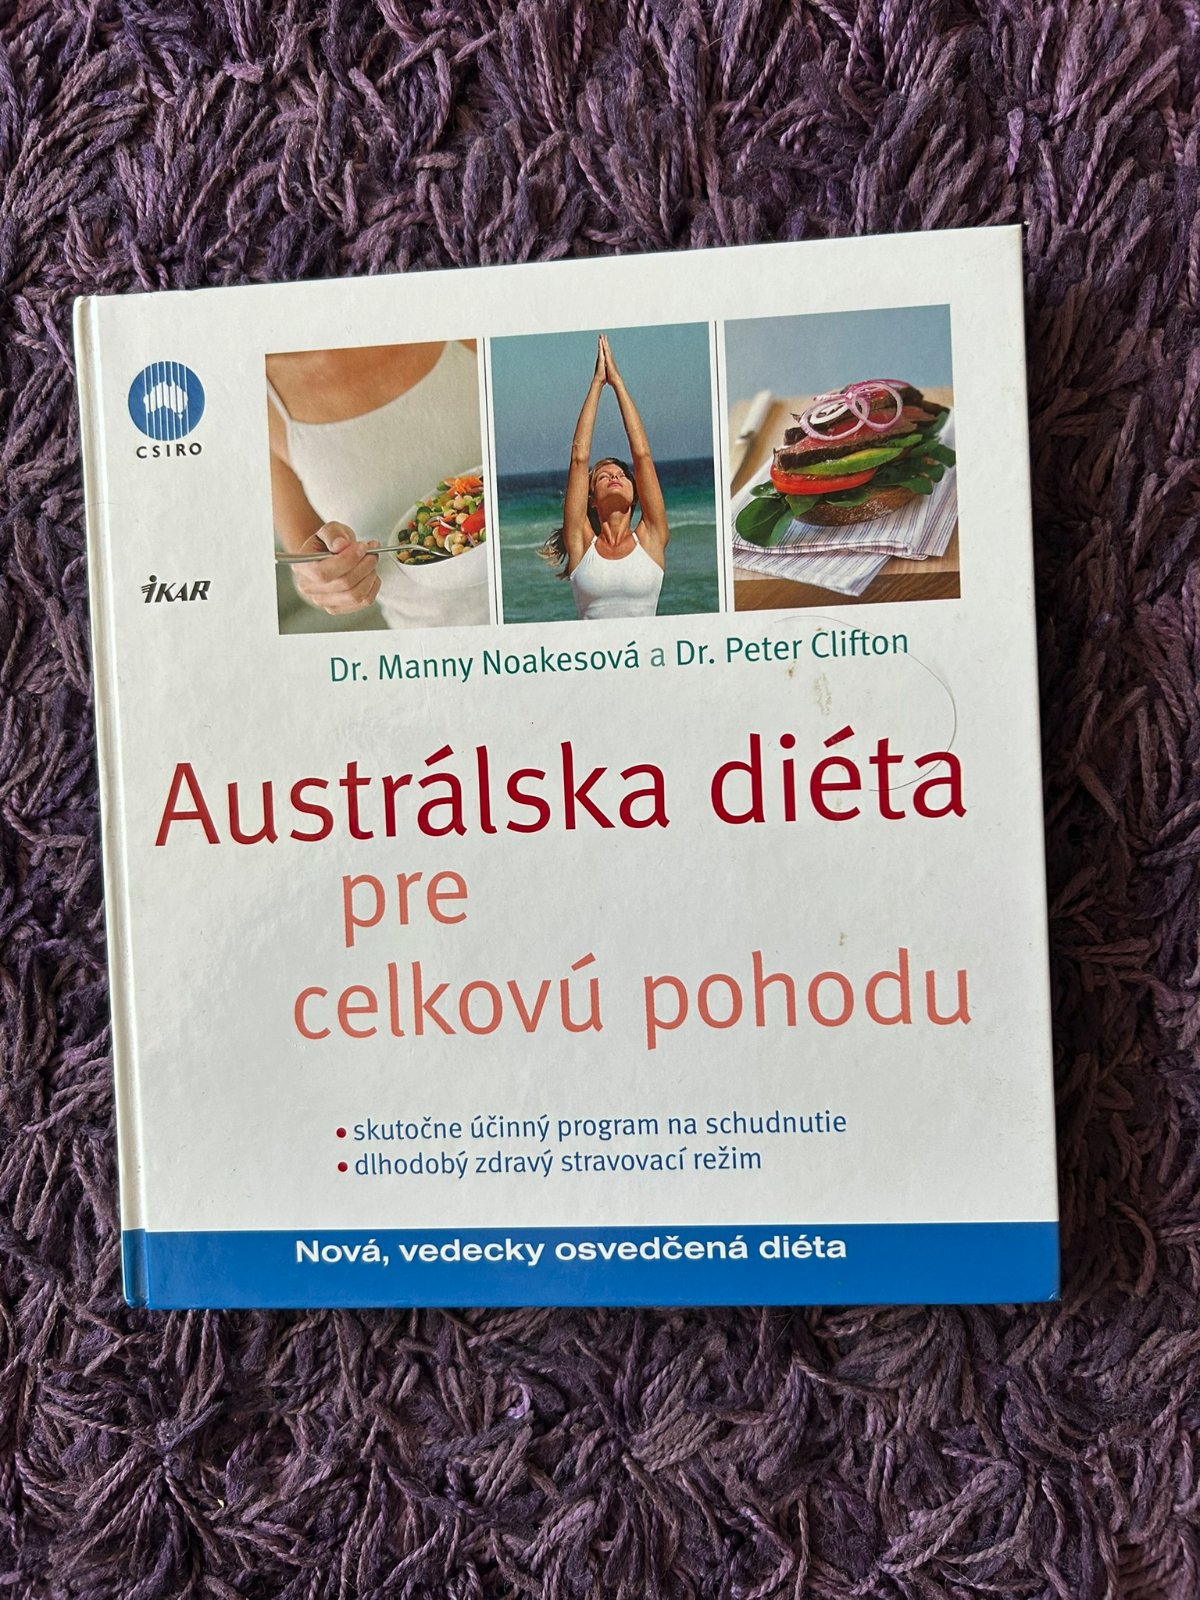 CSIRO
iKAR
Dr. Manny Noakesová a Dr. Peter Clifton
Austrálska diéta
pre
celkovú pohodu
• skutočne účinný program na schudnutie
• dlhodobý zdravý stravovací režim
Nová, vedecky osvedčená diéta